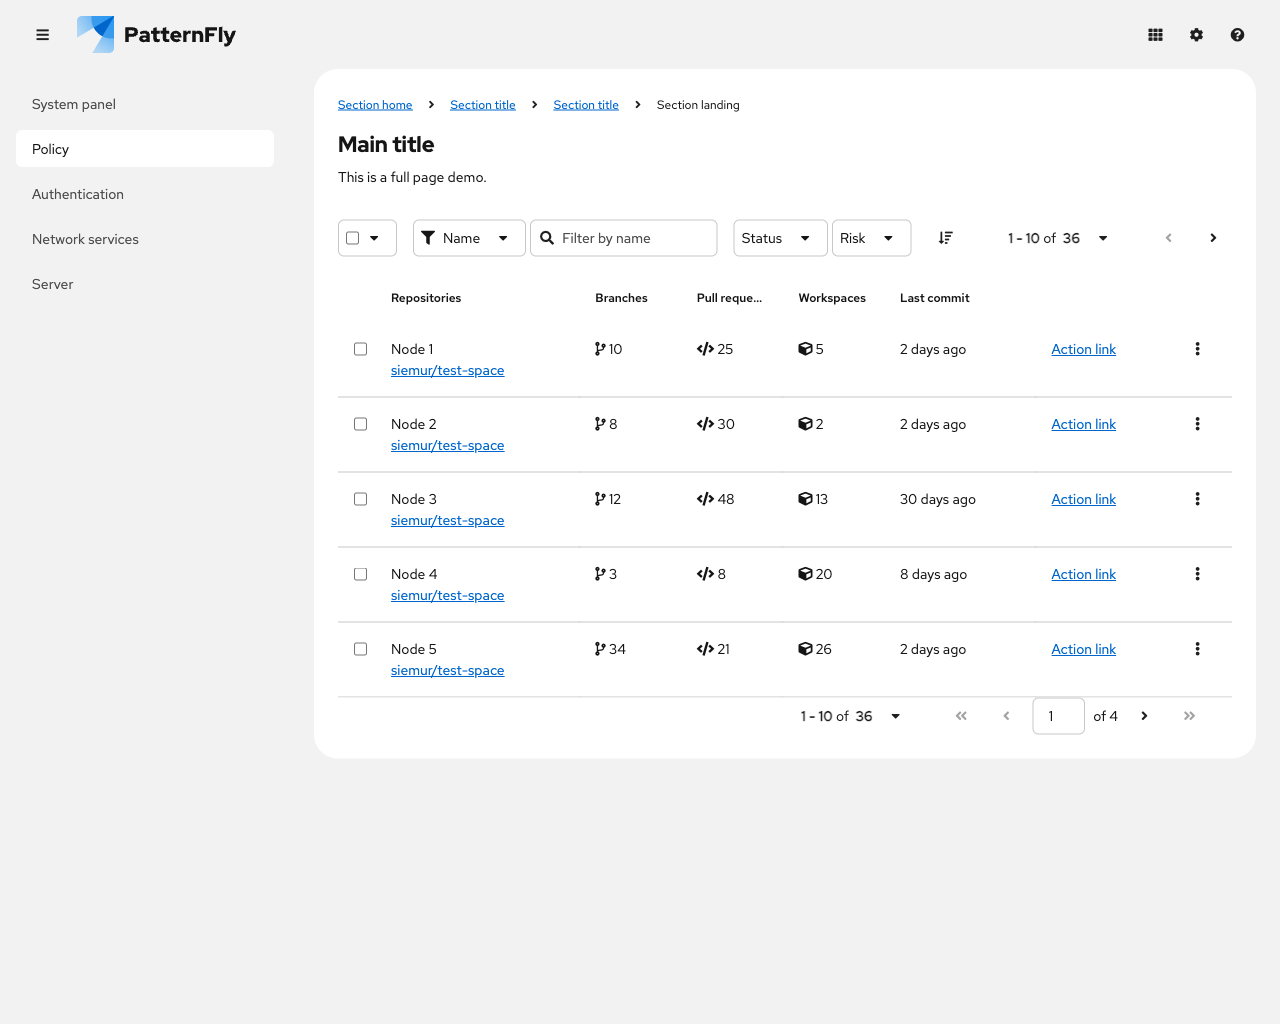 PatternFly
System panel
Policy
Authentication
Network services
Server
Section home Section title Section title Section landing
Main title
This is a full page demo.
Name Filter by name Status Risk 1 - 10 of 36
Repositories Branches Pull reque... Workspaces Last commit
Node 1 10 25 5 2 days ago Action link
siemur/test-space
Node 2 8 30 2 2 days ago Action link
siemur/test-space
Node 3 12 48 13 30 days ago Action link
siemur/test-space
Node 4 3 8 20 8 days ago Action link
siemur/test-space
Node 5 34 21 26 2 days ago Action link
siemur/test-space
1 - 10 of 36 1 of 4